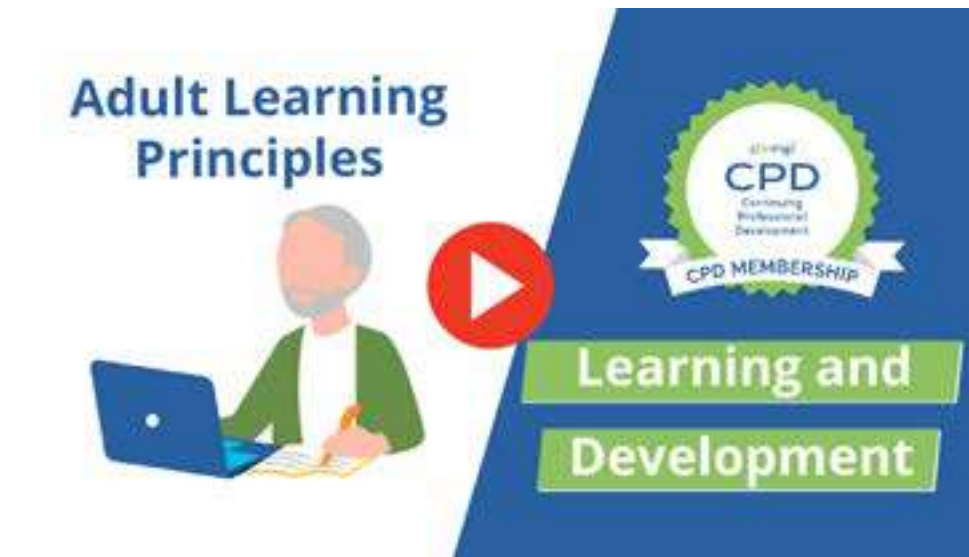 Adult Learning
Principles
CPD
Continuing
Professional
Development
CPD MEMBERSHIP
Learning and
Development